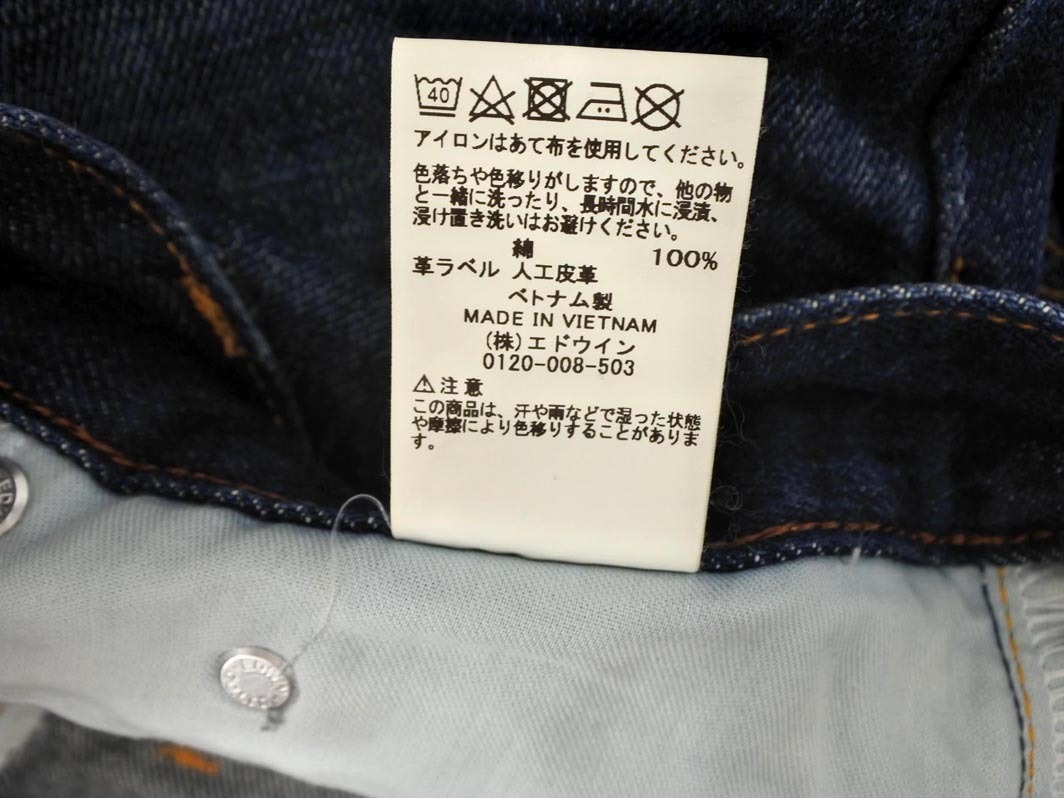 40
アイロンはあて布を使用してください。
色落ちや色移りがしますので、他の物
と一緒に洗ったり、長時間水に浸漬、
浸け置き洗いはお避けください。
綿 100%
革ラベル 人工皮革
ベトナム製
MADE IN VIETNAM
(株)エドウイン
0120-008-503
⚠注意
この商品は、汗や雨などで湿った状態
や摩擦により色移りすることがありま
す。
EDWIN